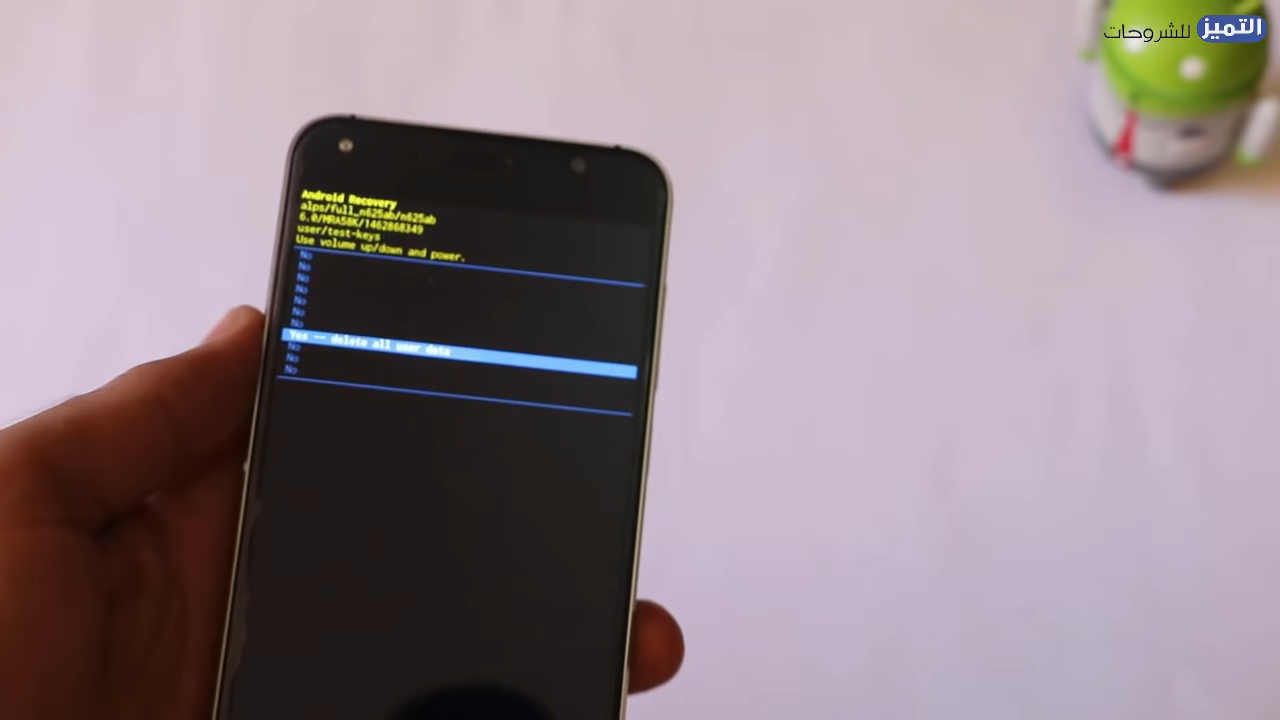 التميز للشروحات
Android Recovery
alps/full_n625ab/n625ab
6.0/MRA58K/1462868349
user/test-keys
Use volume up/down and power.
No
No
No
No
No
No
No
Yes -- delete all user data
No
No
No